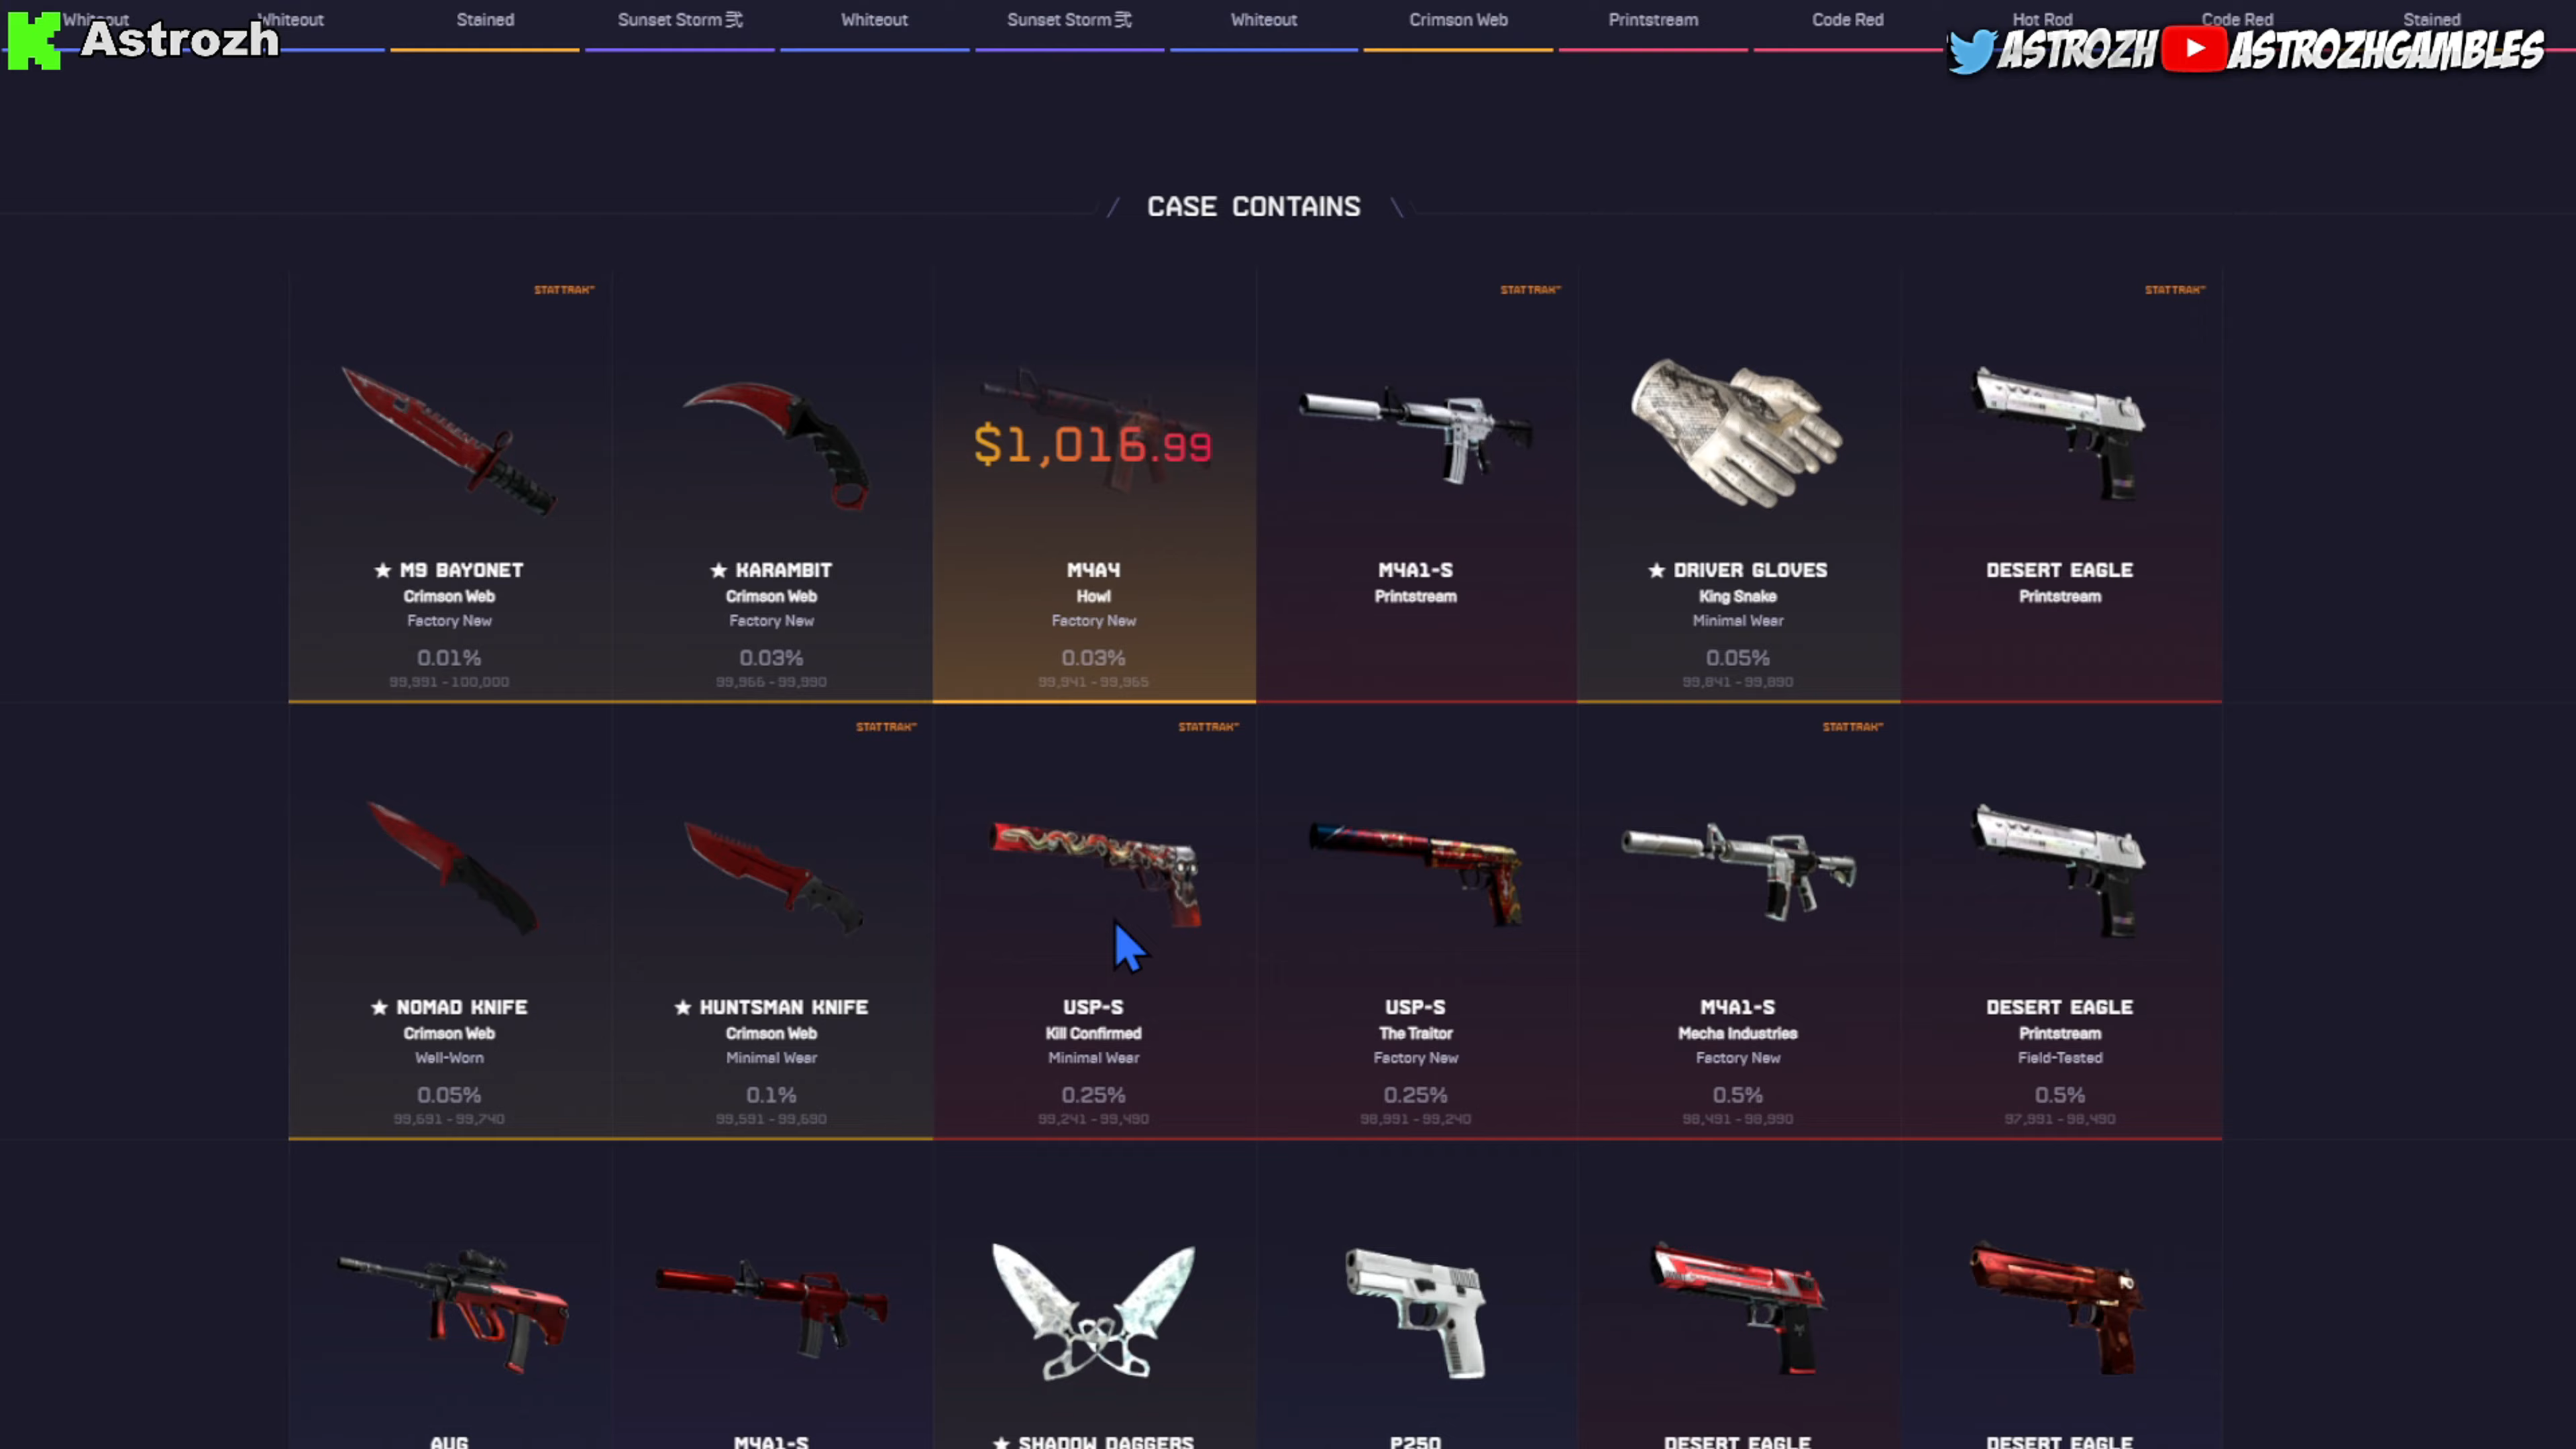 Whiteout Whiteout Stained Sunset Storm 弐 Whiteout Sunset Storm 弐 Whiteout Crimson Web Printstream Code Red Hot Rod Code Red Stained
Astrozh
ASTROZH ASTROZHGAMBLES
CASE CONTAINS
STATTRAK™ STATTRAK™ STATTRAK™
$1,016.99
★ M9 BAYONET ★ KARAMBIT M4A4 M4A1-S ★ DRIVER GLOVES DESERT EAGLE
Crimson Web Crimson Web Howl Printstream King Snake Printstream
Factory New Factory New Factory New Minimal Wear
0.01% 0.03% 0.03% 0.05%
99,991 - 100,000 99,966 - 99,990 99,941 - 99,965 99,841 - 99,890
STATTRAK™ STATTRAK™ STATTRAK™
★ NOMAD KNIFE ★ HUNTSMAN KNIFE USP-S USP-S M4A1-S DESERT EAGLE
Crimson Web Crimson Web Kill Confirmed The Traitor Mecha Industries Printstream
Well-Worn Minimal Wear Minimal Wear Factory New Factory New Field-Tested
0.05% 0.1% 0.25% 0.25% 0.5% 0.5%
99,691 - 99,740 99,591 - 99,690 99,241 - 99,490 98,991 - 99,240 98,491 - 98,990 97,991 - 98,490
AUG M4A1-S ★ SHADOW DAGGERS P250 DESERT EAGLE DESERT EAGLE